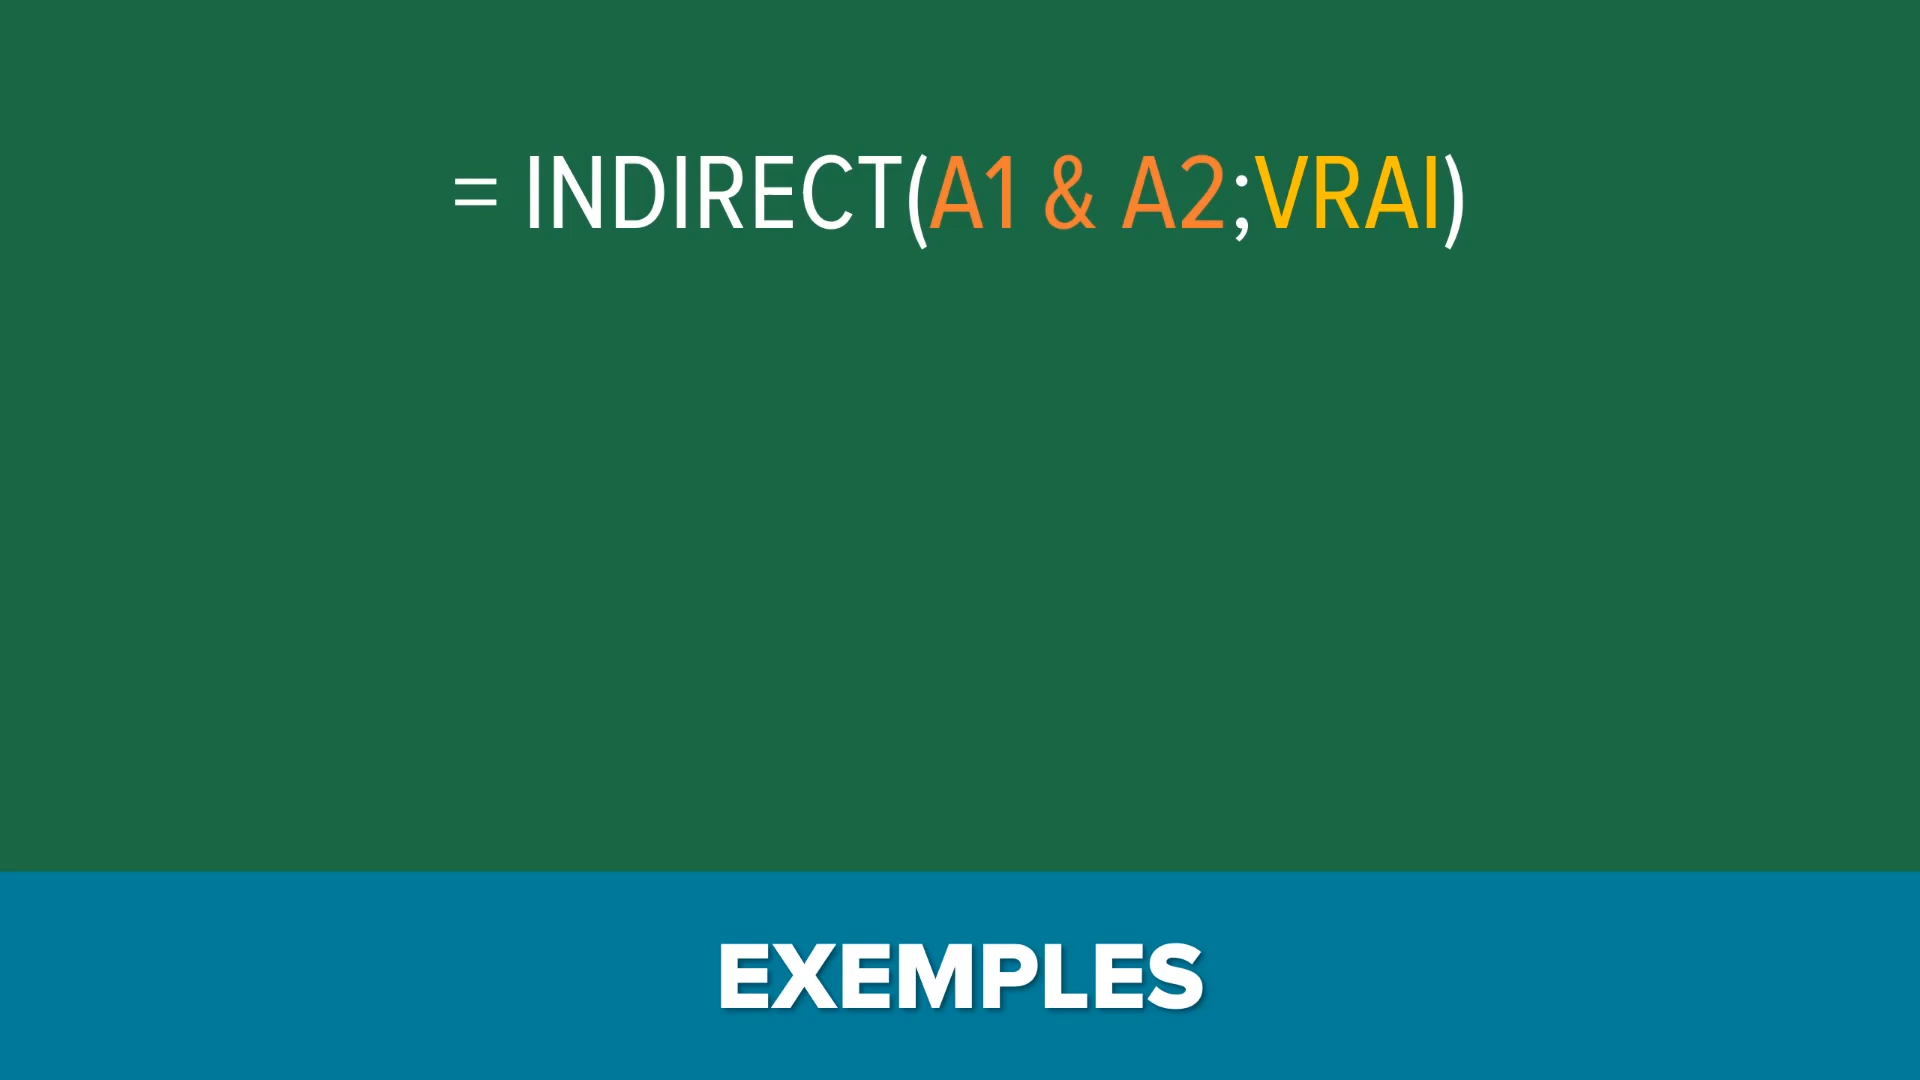 = INDIRECT(A1 & A2;VRAI)
EXEMPLES